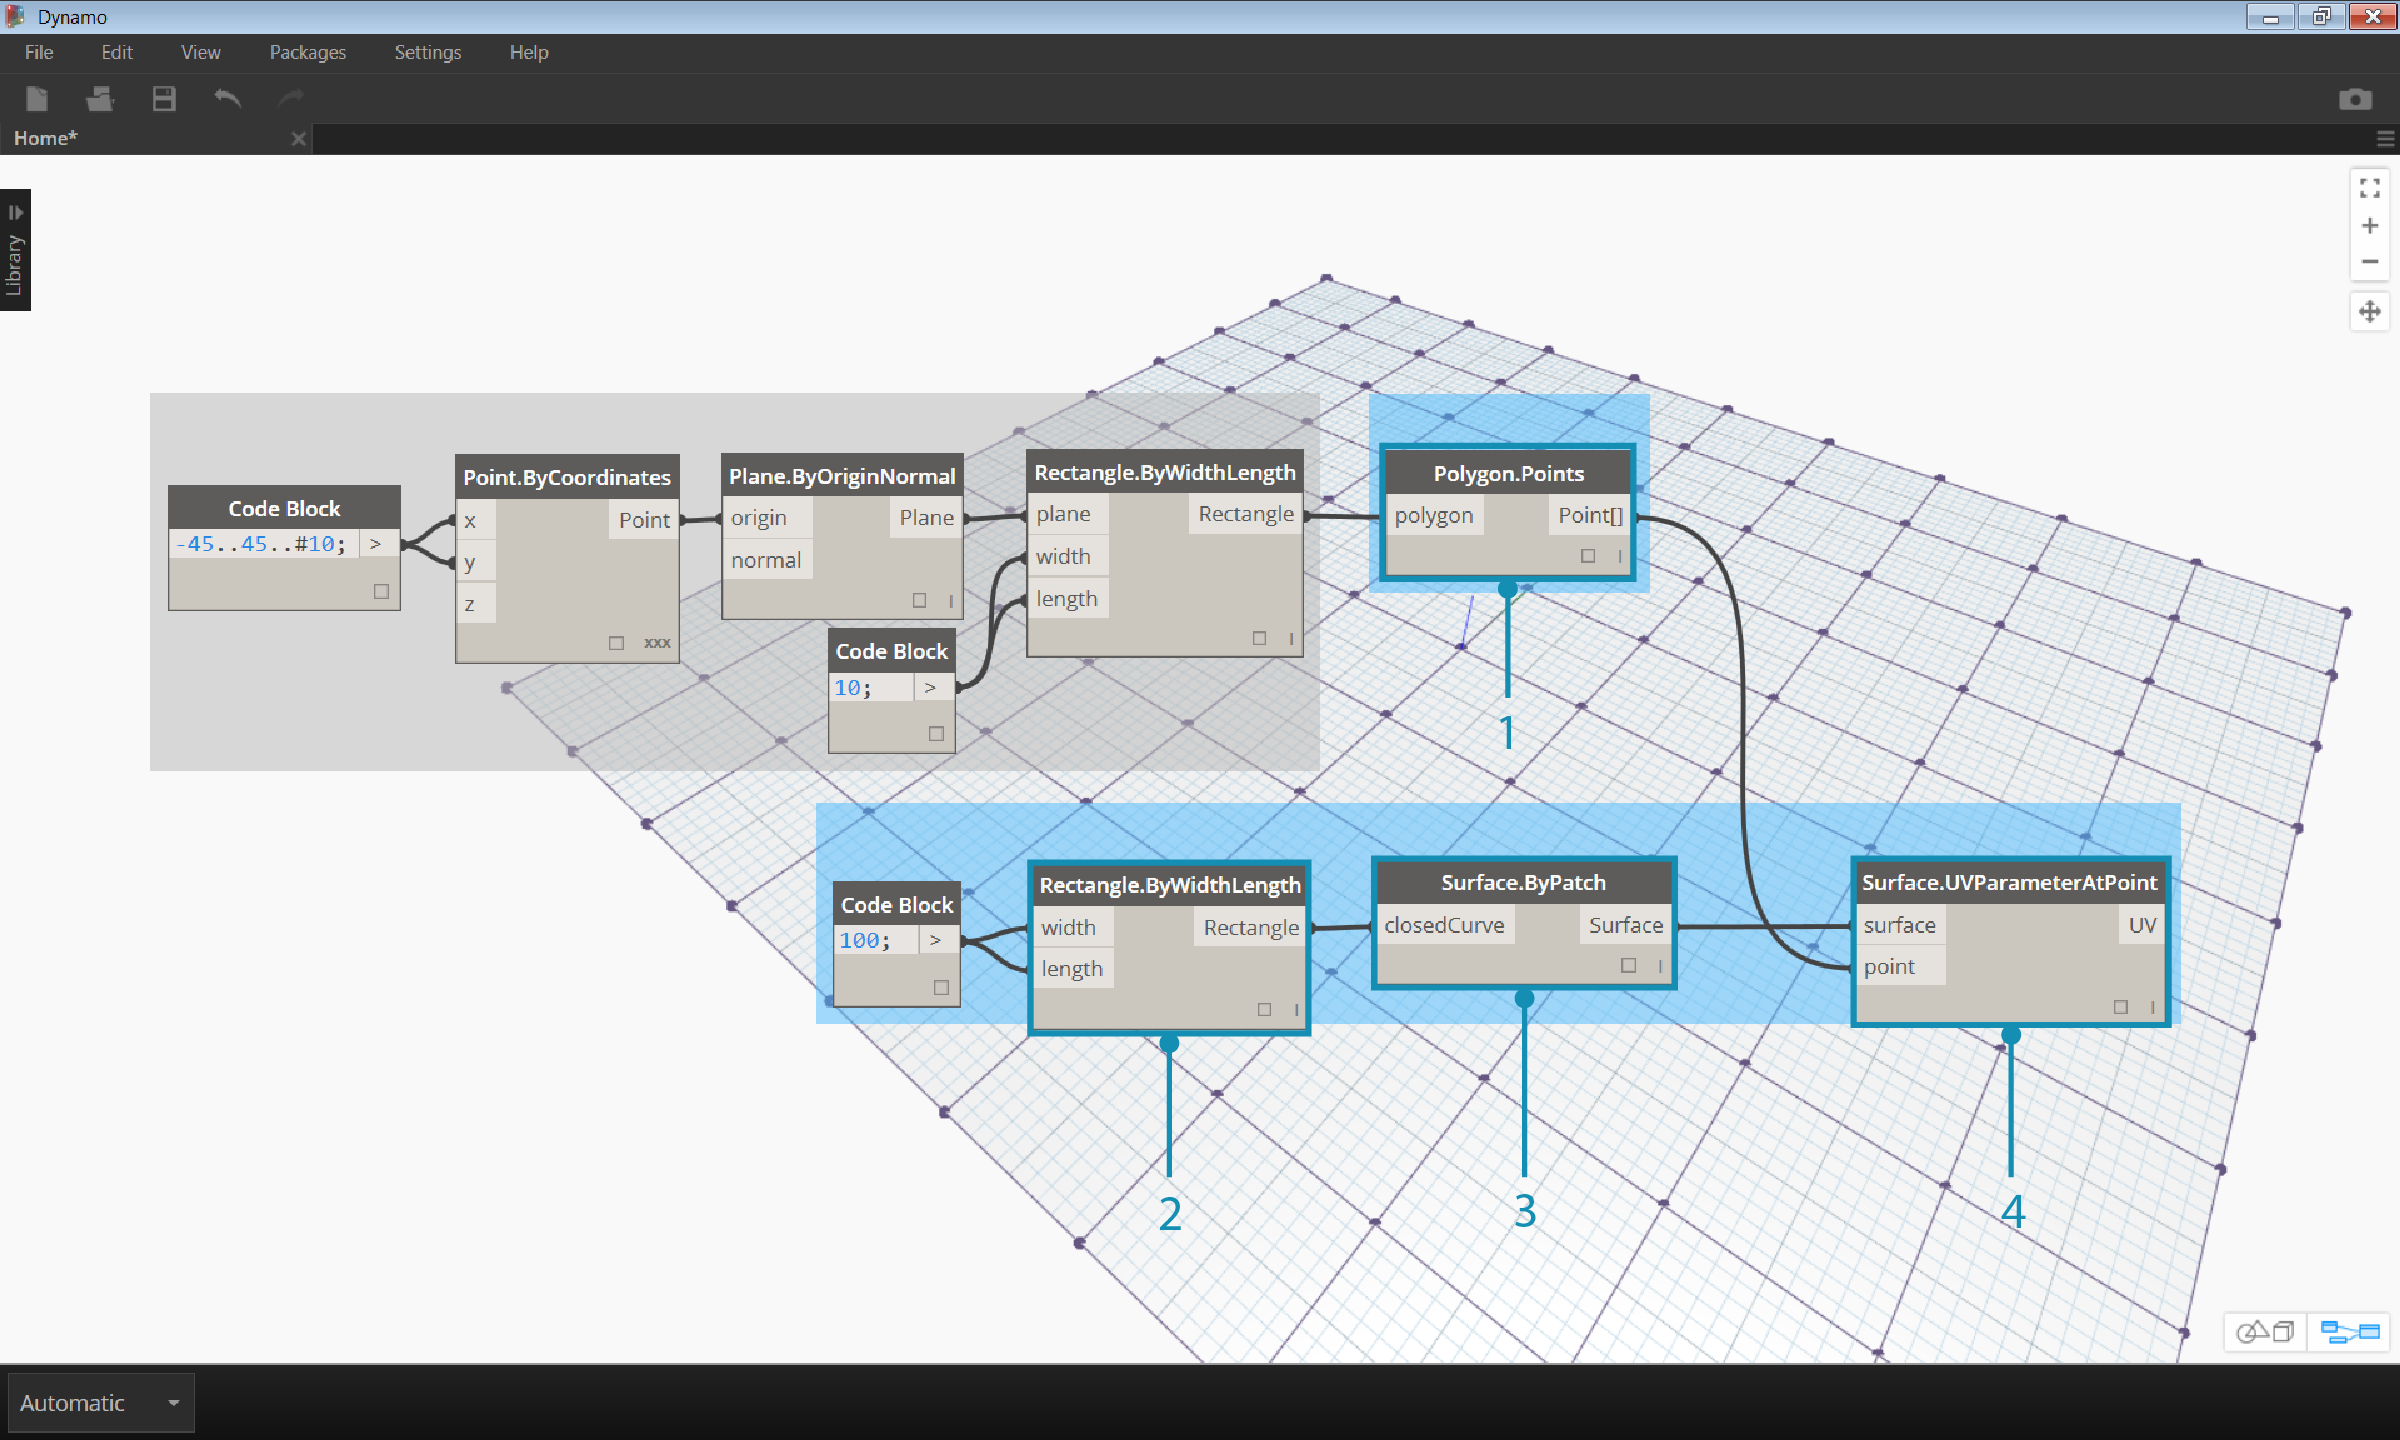 Dynamo
File Edit View Packages Settings Help
Home*
Library
Code Block
-45..45..#10; >
Point.ByCoordinates
x Point
y
z
xxx
Plane.ByOriginNormal
origin Plane
normal
I
Rectangle.ByWidthLength
plane Rectangle
width
length
I
Code Block
10; >
Polygon.Points
polygon Point[]
I
1
Code Block
100; >
Rectangle.ByWidthLength
width Rectangle
length
I
2
Surface.ByPatch
closedCurve Surface
I
3
Surface.UVParameterAtPoint
surface UV
point
I
4
Automatic